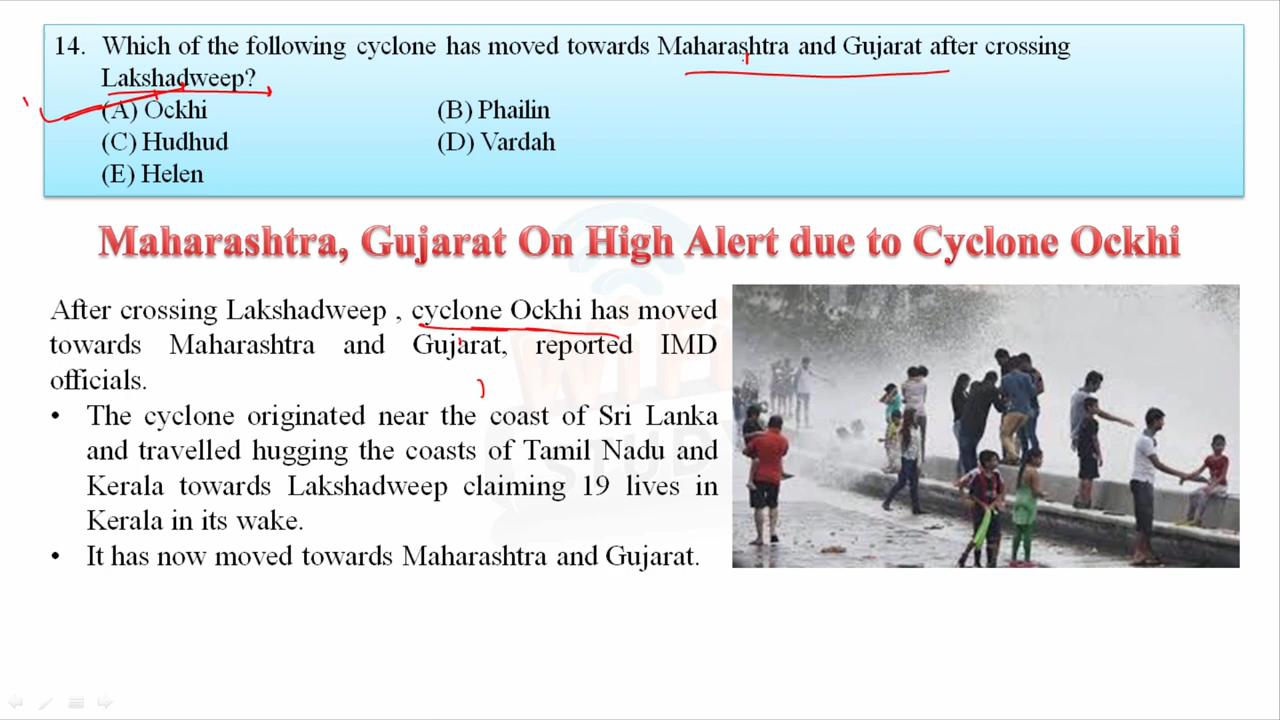 14. Which of the following cyclone has moved towards Maharashtra and Gujarat after crossing
Lakshadweep?
(A) Ockhi (B) Phailin
(C) Hudhud (D) Vardah
(E) Helen
Maharashtra, Gujarat On High Alert due to Cyclone Ockhi
After crossing Lakshadweep , cyclone Ockhi has moved
towards Maharashtra and Gujarat, reported IMD
officials.
• The cyclone originated near the coast of Sri Lanka
and travelled hugging the coasts of Tamil Nadu and
Kerala towards Lakshadweep claiming 19 lives in
Kerala in its wake.
• It has now moved towards Maharashtra and Gujarat.